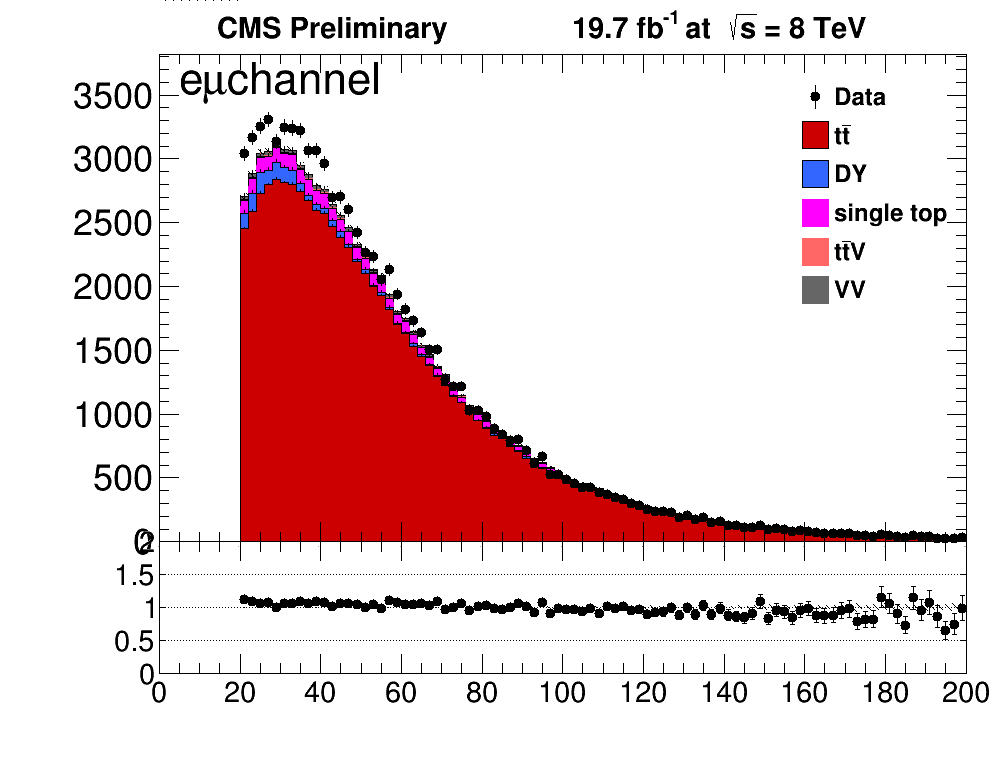 CMS Preliminary 19.7 fb⁻¹ at √s = 8 TeV
eμchannel
3500
3000
2500
2000
1500
1000
500
0
Data
tt̄
DY
single top
tt̄V
VV
2
1.5
1
0.5
0
0 20 40 60 80 100 120 140 160 180 200